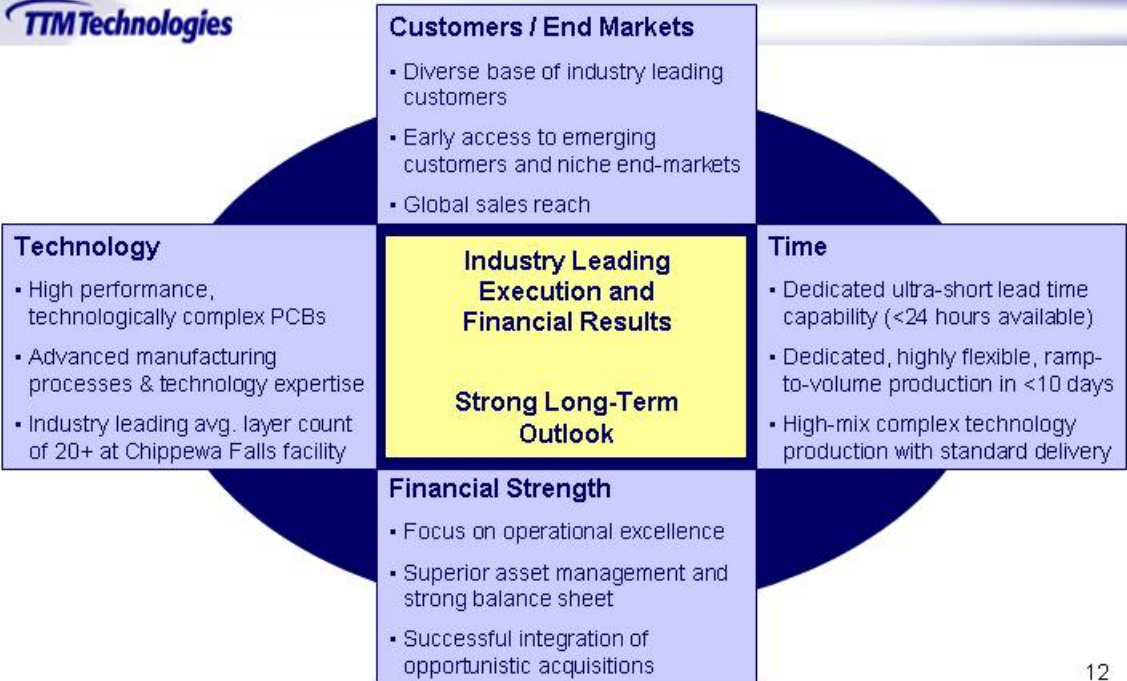 TTM Technologies
Customers / End Markets
▪ Diverse base of industry leading
customers
▪ Early access to emerging
customers and niche end-markets
▪ Global sales reach
Technology
▪ High performance,
technologically complex PCBs
▪ Advanced manufacturing
processes & technology expertise
▪ Industry leading avg. layer count
of 20+ at Chippewa Falls facility
Industry Leading
Execution and
Financial Results
Strong Long-Term
Outlook
Time
▪ Dedicated ultra-short lead time
capability (<24 hours available)
▪ Dedicated, highly flexible, ramp-
to-volume production in <10 days
▪ High-mix complex technology
production with standard delivery
Financial Strength
▪ Focus on operational excellence
▪ Superior asset management and
strong balance sheet
▪ Successful integration of
opportunistic acquisitions
12